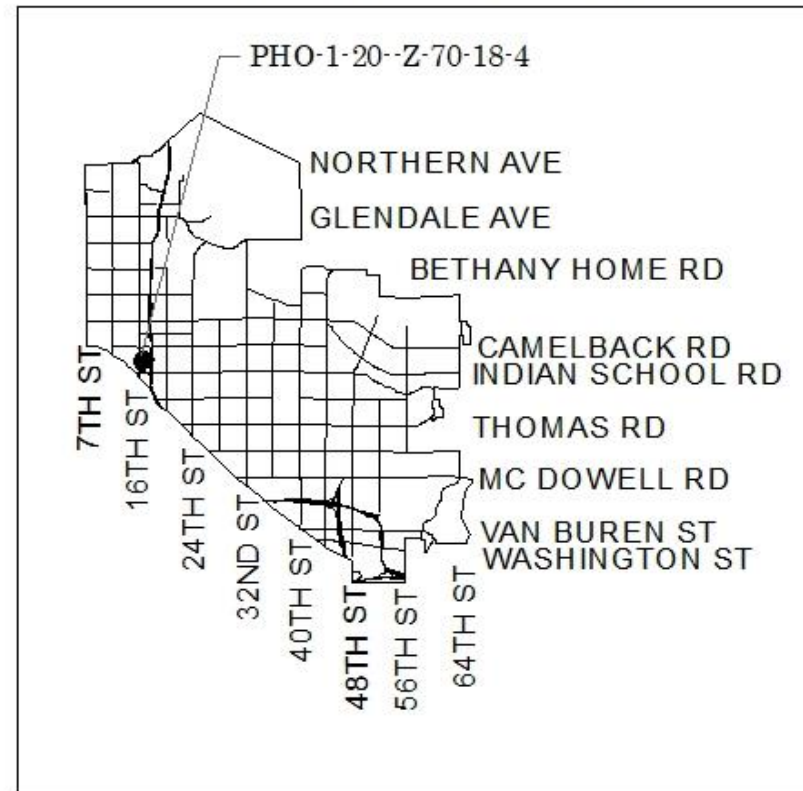 PHO-1-20--Z-70-18-4
NORTHERN AVE
GLENDALE AVE
BETHANY HOME RD
CAMELBACK RD
INDIAN SCHOOL RD
THOMAS RD
MC DOWELL RD
VAN BUREN ST
WASHINGTON ST
7TH ST
16TH ST
24TH ST
32ND ST
40TH ST
48TH ST
56TH ST
64TH ST